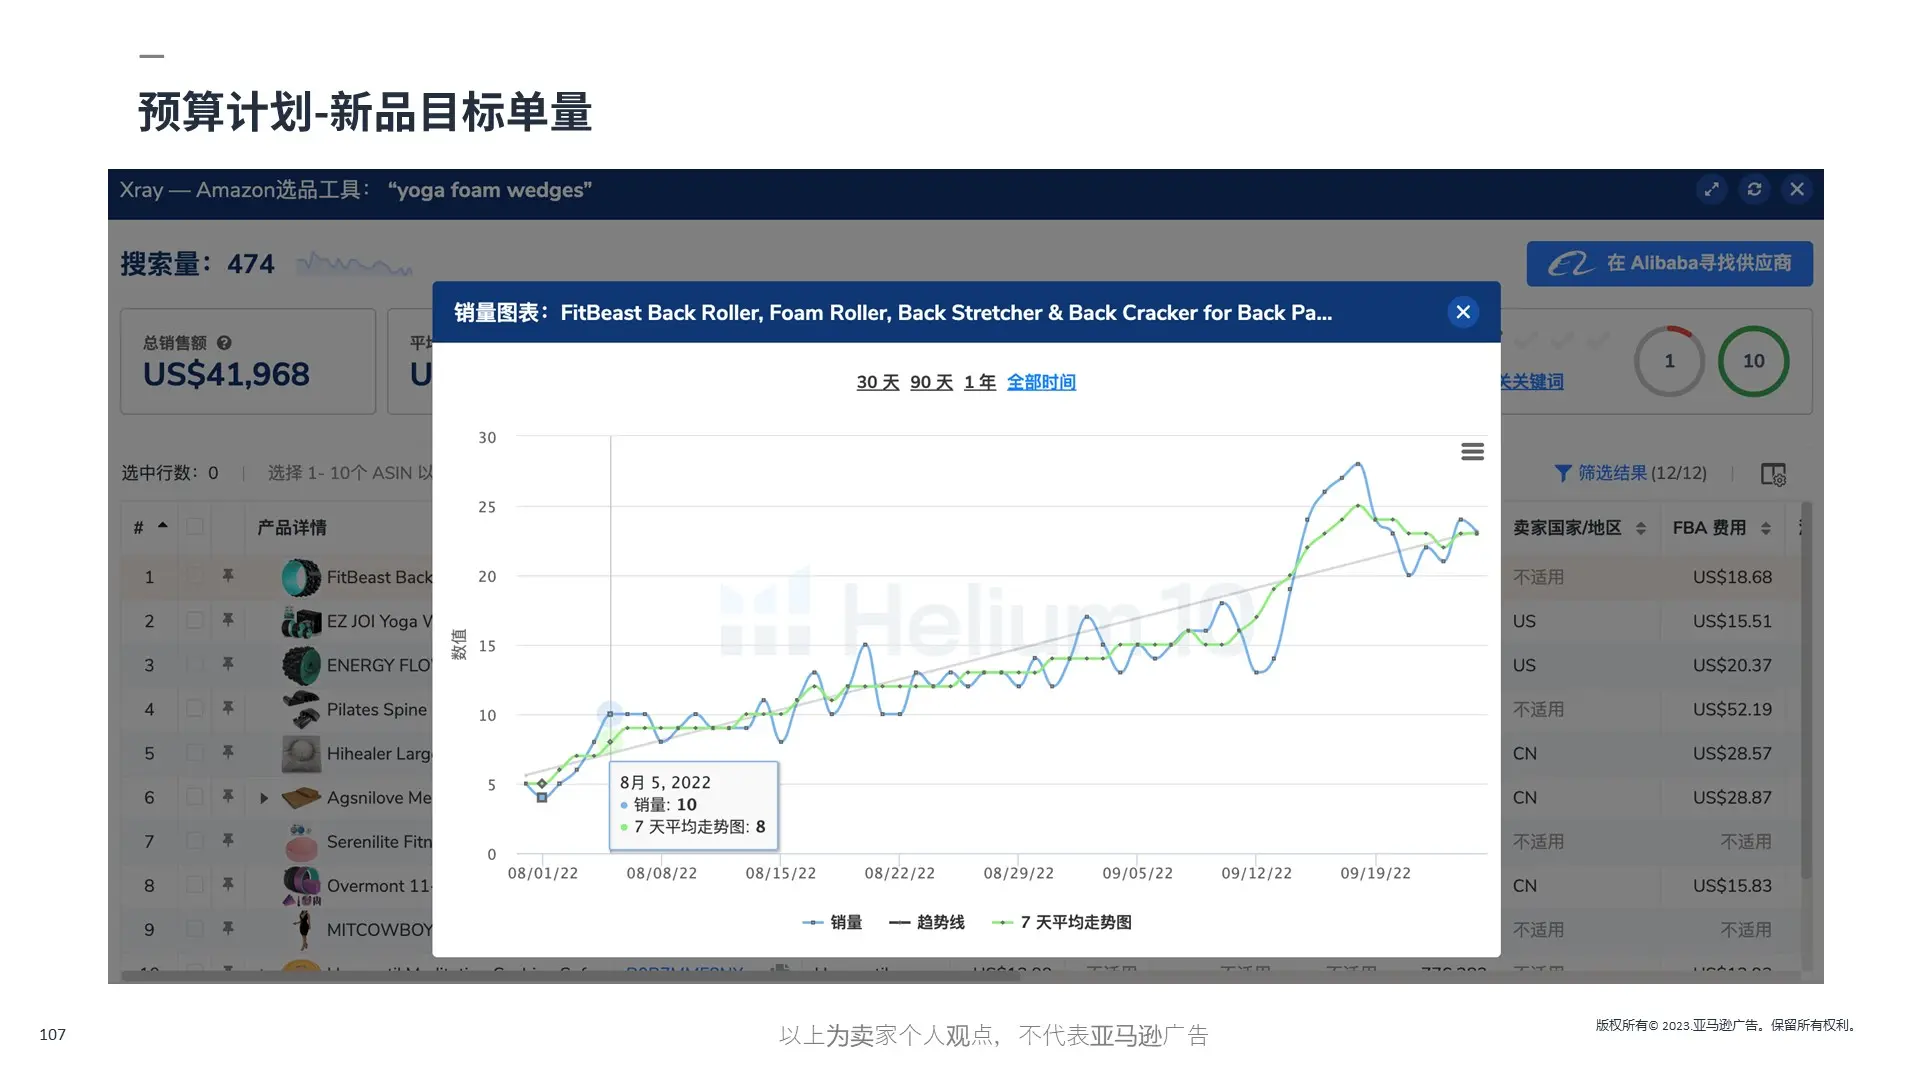 预算计划-新品目标单量
Xray — Amazon选品工具： “yoga foam wedges”
搜索量：474
在 Alibaba寻找供应商
销量图表：FitBeast Back Roller, Foam Roller, Back Stretcher & Back Cracker for Back Pa...
总销售额
US$41,968
30 天 90 天 1 年 全部时间
关键词
1
10
选中行数：0
选择 1- 10个 ASIN 以
筛选结果 (12/12)
# 产品详情
卖家国家/地区 FBA 费用
1 FitBeast Back 不适用 US$18.68
2 EZ JOI Yoga W US US$15.51
3 ENERGY FLO US US$20.37
4 Pilates Spine 不适用 US$52.19
5 Hihealer Larg CN US$28.57
6 Agsnilove Me CN US$28.87
7 Serenilite Fitn 不适用 不适用
8 Overmont 11- CN US$15.83
9 MITCOWBOY 不适用 不适用
30
25
20
15
10
5
0
数值
Helium 10
8月 5, 2022
销量: 10
7 天平均走势图: 8
08/01/22 08/08/22 08/15/22 08/22/22 08/29/22 09/05/22 09/12/22 09/19/22
销量 趋势线 7 天平均走势图
107
以上为卖家个人观点，不代表亚马逊广告
版权所有© 2023.亚马逊广告。保留所有权利。